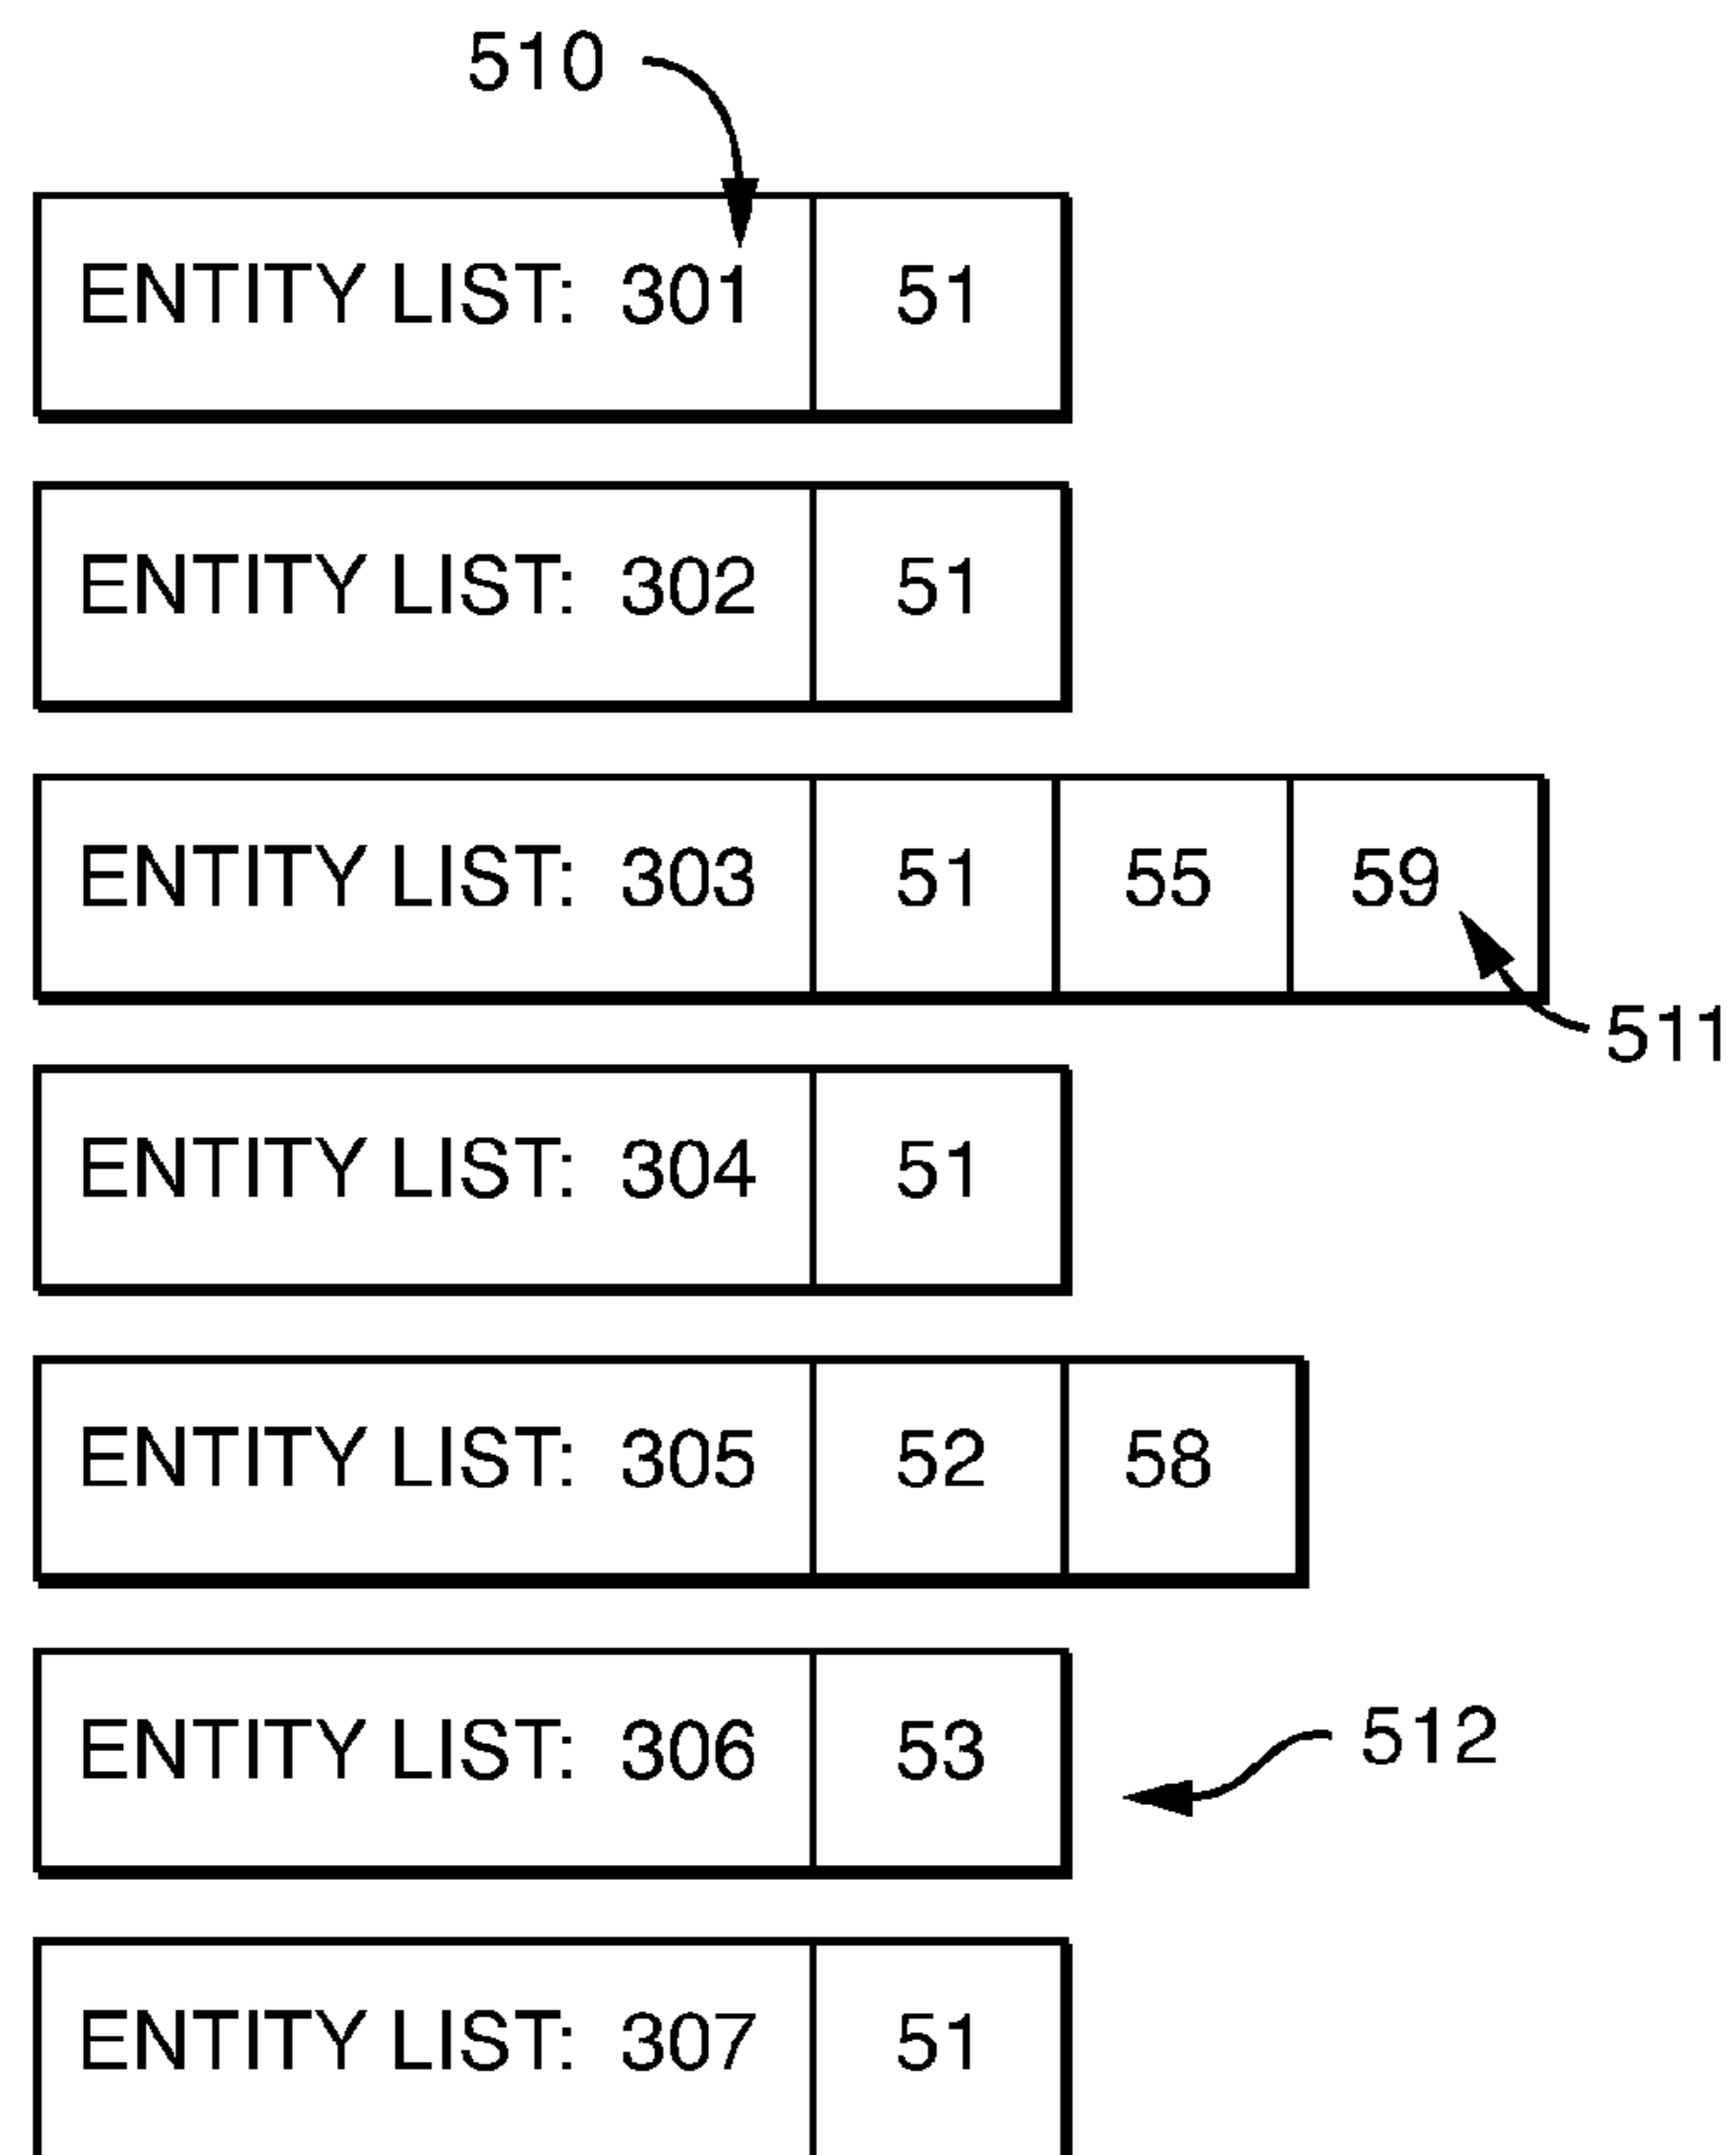 510
ENTITY LIST: 301 51
ENTITY LIST: 302 51
ENTITY LIST: 303 51 55 59
511
ENTITY LIST: 304 51
ENTITY LIST: 305 52 58
ENTITY LIST: 306 53
512
ENTITY LIST: 307 51